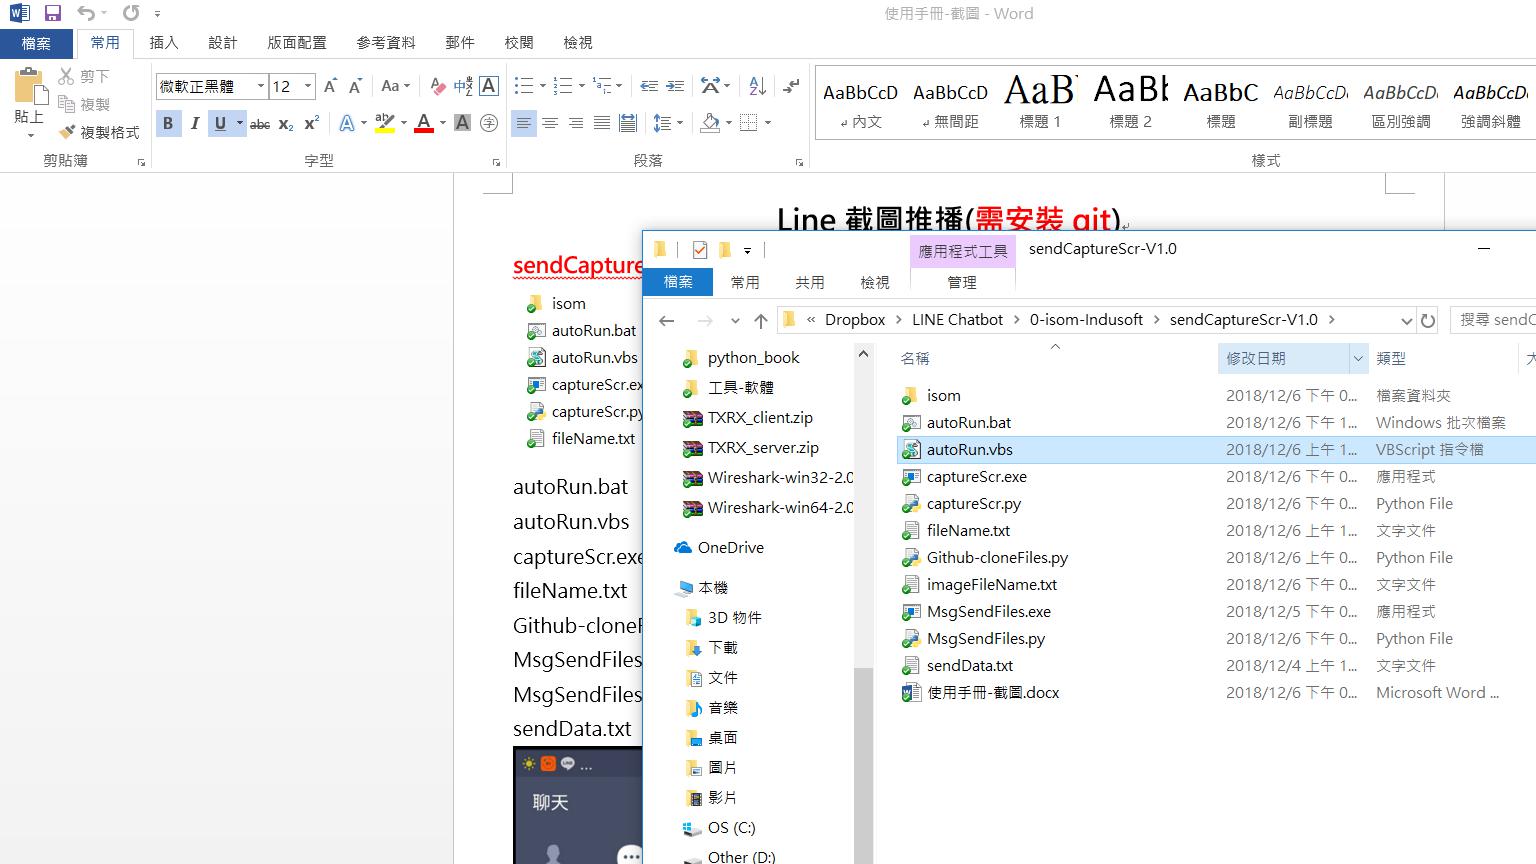 使用手冊-截圖 - Word
檔案 常用 插入 設計 版面配置 參考資料 郵件 校閱 檢視
貼上
剪下
複製
複製格式
剪貼簿
微軟正黑體 12
字型
段落
AaBbCcD AaBbCcD AaB AaBb AaBbC AaBbCcDc AaBbCcDc AaBbCcDc
內文 無間距 標題 1 標題 2 標題 副標題 區別強調 強調斜體
樣式
Line 截圖推播(需安裝 git)
sendCapture
isom
autoRun.bat
autoRun.vbs
captureScr.ex
captureScr.py
fileName.txt
autoRun.bat
autoRun.vbs
captureScr.exe
fileName.txt
Github-cloneF
MsgSendFiles
MsgSendFiles
sendData.txt
聊天
應用程式工具 sendCaptureScr-V1.0
檔案 常用 共用 檢視 管理
« Dropbox > LINE Chatbot > 0-isom-Indusoft > sendCaptureScr-V1.0 >
搜尋 sendC
python_book
工具-軟體
TXRX_client.zip
TXRX_server.zip
Wireshark-win32-2.0
Wireshark-win64-2.0
OneDrive
本機
3D 物件
下載
文件
音樂
桌面
圖片
影片
OS (C:)
Other (D:)
名稱 修改日期 類型 大
isom 2018/12/6 下午 0... 檔案資料夾
autoRun.bat 2018/12/6 下午 1... Windows 批次檔案
autoRun.vbs 2018/12/6 上午 1... VBScript 指令檔
captureScr.exe 2018/12/6 下午 0... 應用程式
captureScr.py 2018/12/6 下午 0... Python File
fileName.txt 2018/12/6 上午 1... 文字文件
Github-cloneFiles.py 2018/12/6 下午 0... Python File
imageFileName.txt 2018/12/6 下午 0... 文字文件
MsgSendFiles.exe 2018/12/5 下午 0... 應用程式
MsgSendFiles.py 2018/12/6 下午 0... Python File
sendData.txt 2018/12/4 上午 1... 文字文件
使用手冊-截圖.docx 2018/12/6 下午 0... Microsoft Word ...